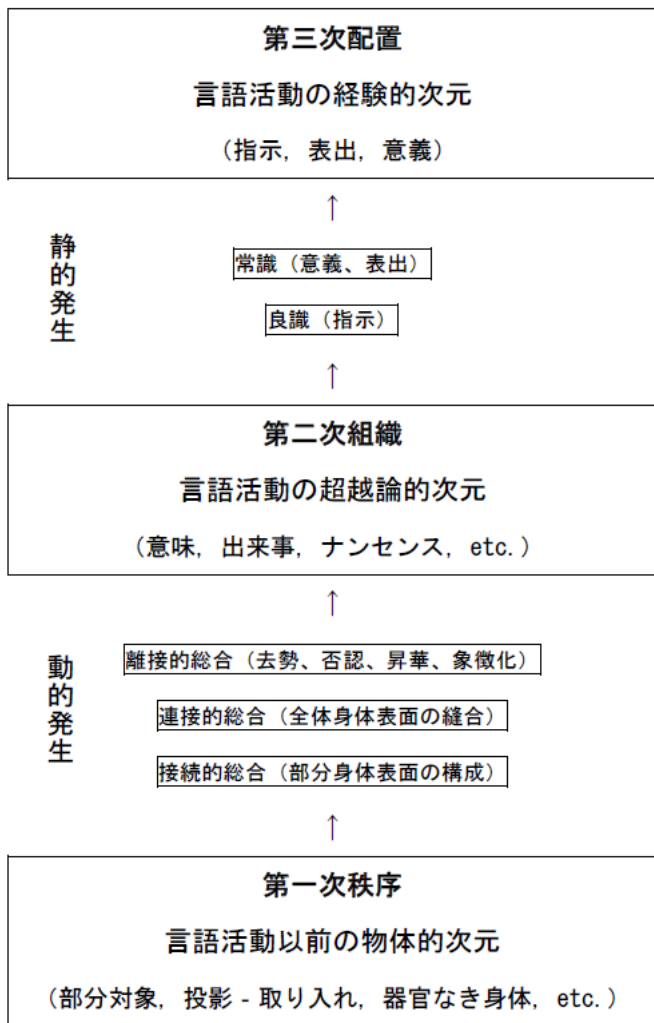 第三次配置
言語活動の経験的次元
(指示, 表出, 意義)
↑
静的発生
常識(意義、表出)
良識(指示)
↑
第二次組織
言語活動の超越論的次元
(意味, 出来事, ナンセンス, etc.)
↑
動的発生
離接的総合(去勢、否認、昇華、象徴化)
連接的総合(全体身体表面の縫合)
接続的総合(部分身体表面の構成)
↑
第一次秩序
言語活動以前の物体的次元
(部分対象, 投影 - 取り入れ, 器官なき身体, etc.)